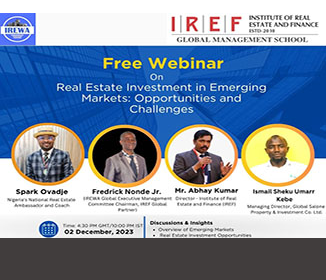 IREWA
IREF
INSTITUTE OF REAL
ESTATE AND FINANCE
ESTD 2010
GLOBAL MANAGEMENT SCHOOL
Free Webinar
On
Real Estate Investment in Emerging
Markets: Opportunities and
Challenges
Spark Ovadje
Nigeria's National Real Estate
Ambassador and Coach
Fredrick Nonde Jr.
(IREWA Global Executive Management
Committee Chairman, IREF Global
Partner)
Mr. Abhay Kumar
Director - Institute of Real
Estate and Finance (IREF)
Ismail Sheku Umarr
Kebe
Managing Director, Global Salone
Property & Investment Co. Ltd.
Time: 4:30 PM GMT/10:00 PM IST
02 December, 2023
Discussions & Insights
• Overview of Emerging Markets
• Real Estate Investment Opportunities